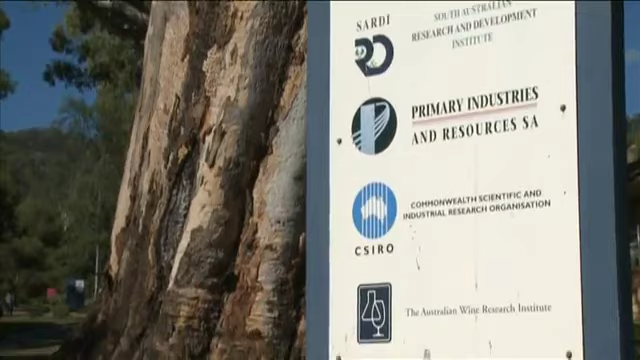 SARDI
SOUTH AUSTRALIAN
RESEARCH AND DEVELOPMENT
INSTITUTE
PRIMARY INDUSTRIES
AND RESOURCES SA
COMMONWEALTH SCIENTIFIC AND
INDUSTRIAL RESEARCH ORGANISATION
CSIRO
The Australian Wine Research Institute